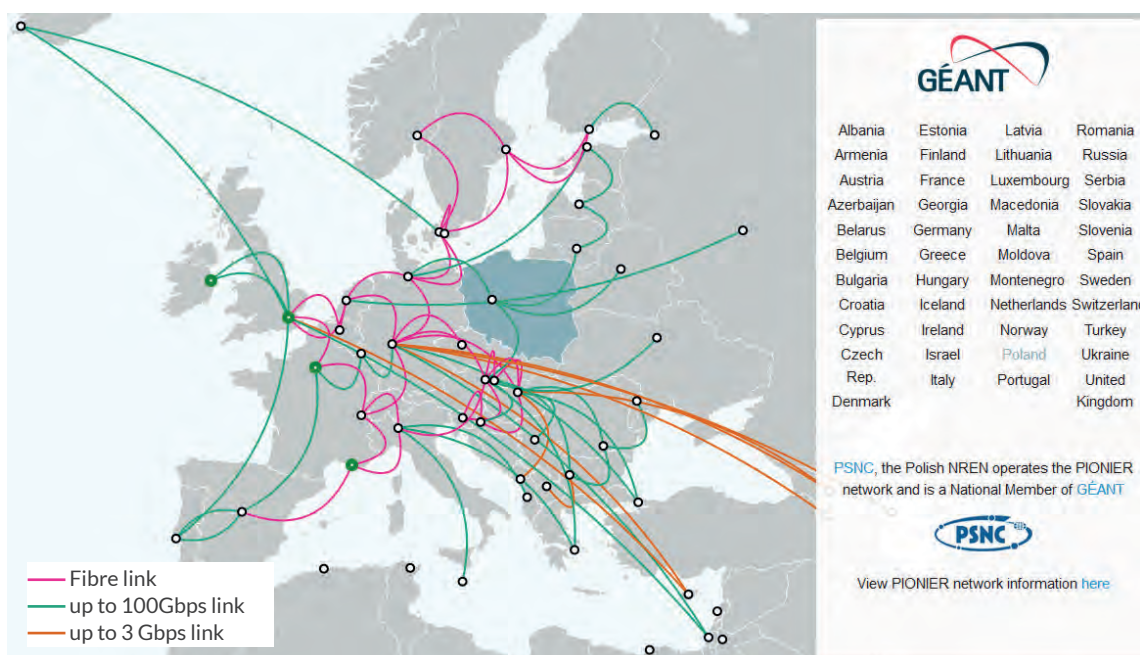 GÉANT
Albania Estonia Latvia Romania
Armenia Finland Lithuania Russia
Austria France Luxembourg Serbia
Azerbaijan Georgia Macedonia Slovakia
Belarus Germany Malta Slovenia
Belgium Greece Moldova Spain
Bulgaria Hungary Montenegro Sweden
Croatia Iceland Netherlands Switzerland
Cyprus Ireland Norway Turkey
Czech Israel Poland Ukraine
Rep. Italy Portugal United
Denmark Kingdom
PSNC, the Polish NREN operates the PIONIER
network and is a National Member of GÉANT
PSNC
View PIONIER network information here
Fibre link
up to 100Gbps link
up to 3 Gbps link